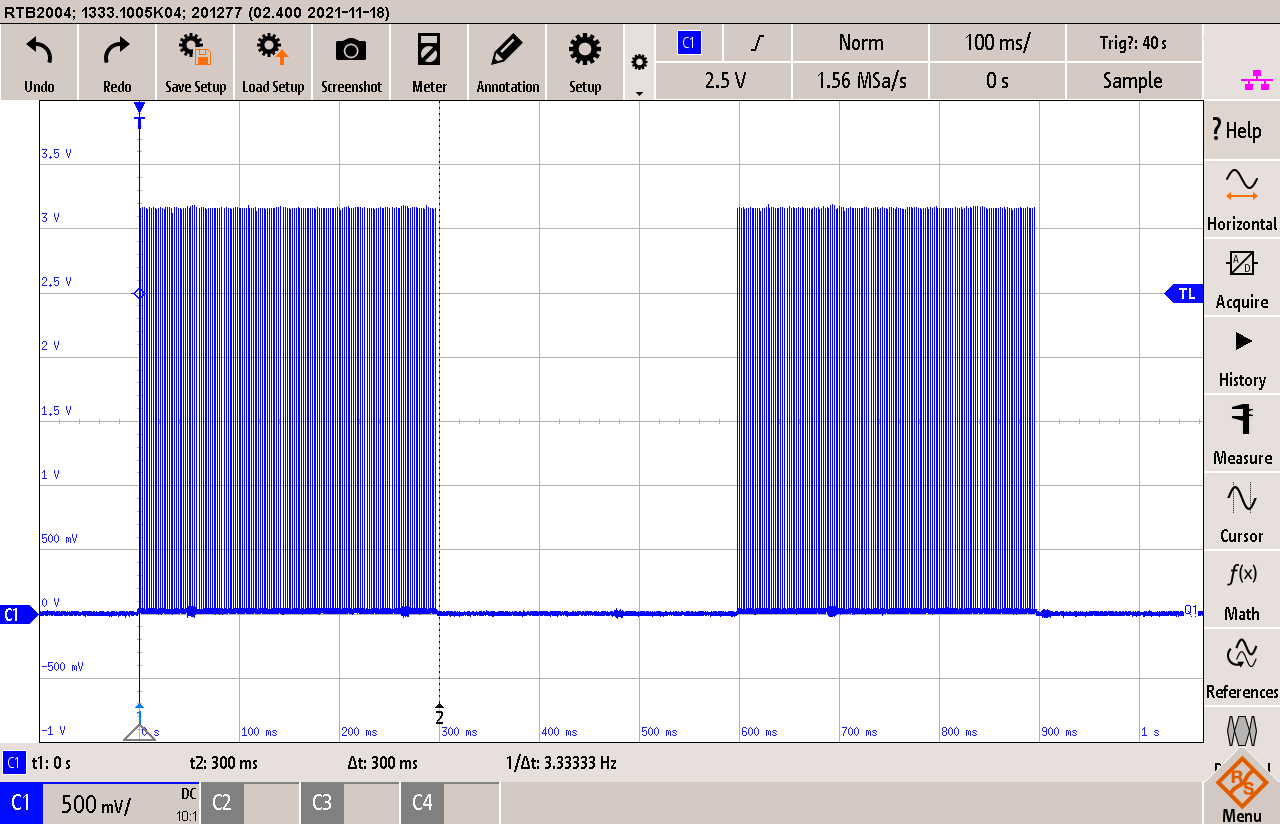 RTB2004; 1333.1005K04; 201277 (02.400 2021-11-18)
Undo
Redo
Save Setup
Load Setup
Screenshot
Meter
Annotation
Setup
C1
Norm
100 ms/
Trig?: 40 s
2.5 V
1.56 MSa/s
0 s
Sample
? Help
Horizontal
A/D
Acquire
History
Measure
Cursor
f(x)
Math
References
T
3.5 V
3 V
2.5 V
TL
2 V
1.5 V
1 V
500 mV
0 V
C1
Q1
-500 mV
-1 V
1
2
0 s
100 ms
200 ms
300 ms
400 ms
500 ms
600 ms
700 ms
800 ms
900 ms
1 s
C1 t1: 0 s
t2: 300 ms
Δt: 300 ms
1/Δt: 3.33333 Hz
C1
500 mV/
DC
10:1
C2
C3
C4
R/S
Menu